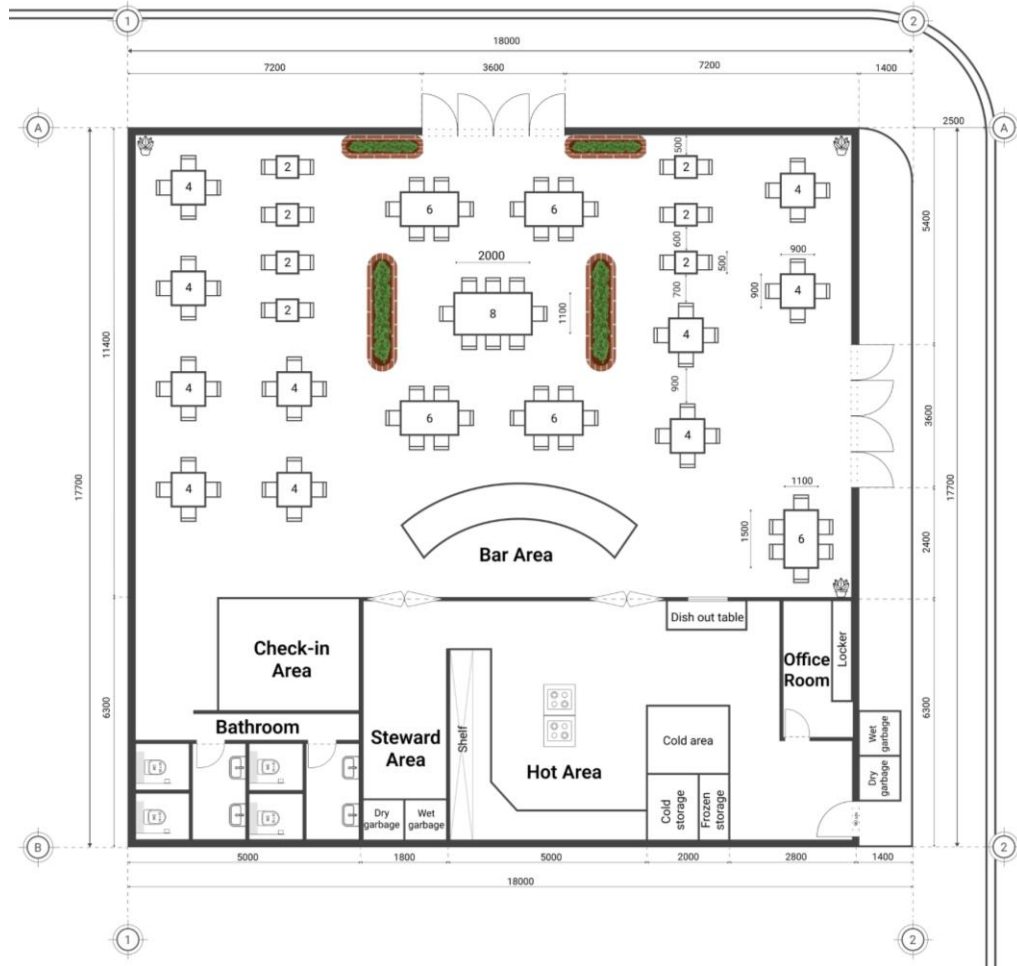 1
2
18000
7200
3600
7200
1400
A
2500
A
500
4
2
2
4
6
6
2
2
5400
600
2
2
500
900
2000
4
8
1100
700
4
900
2
4
11400
900
4
4
6
6
4
3600
4
4
1100
17700
17700
6
1500
2400
Bar Area
Dish out table
Check-in
Area
Office
Room
Locker
6300
6300
Bathroom
Steward
Area
Shelf
Cold area
Wet
garbage
Hot Area
Dry
garbage
Cold
storage
Frozen
storage
Dry
garbage
Wet
garbage
B
2
5000
1800
5000
2000
2800
1400
18000
1
2